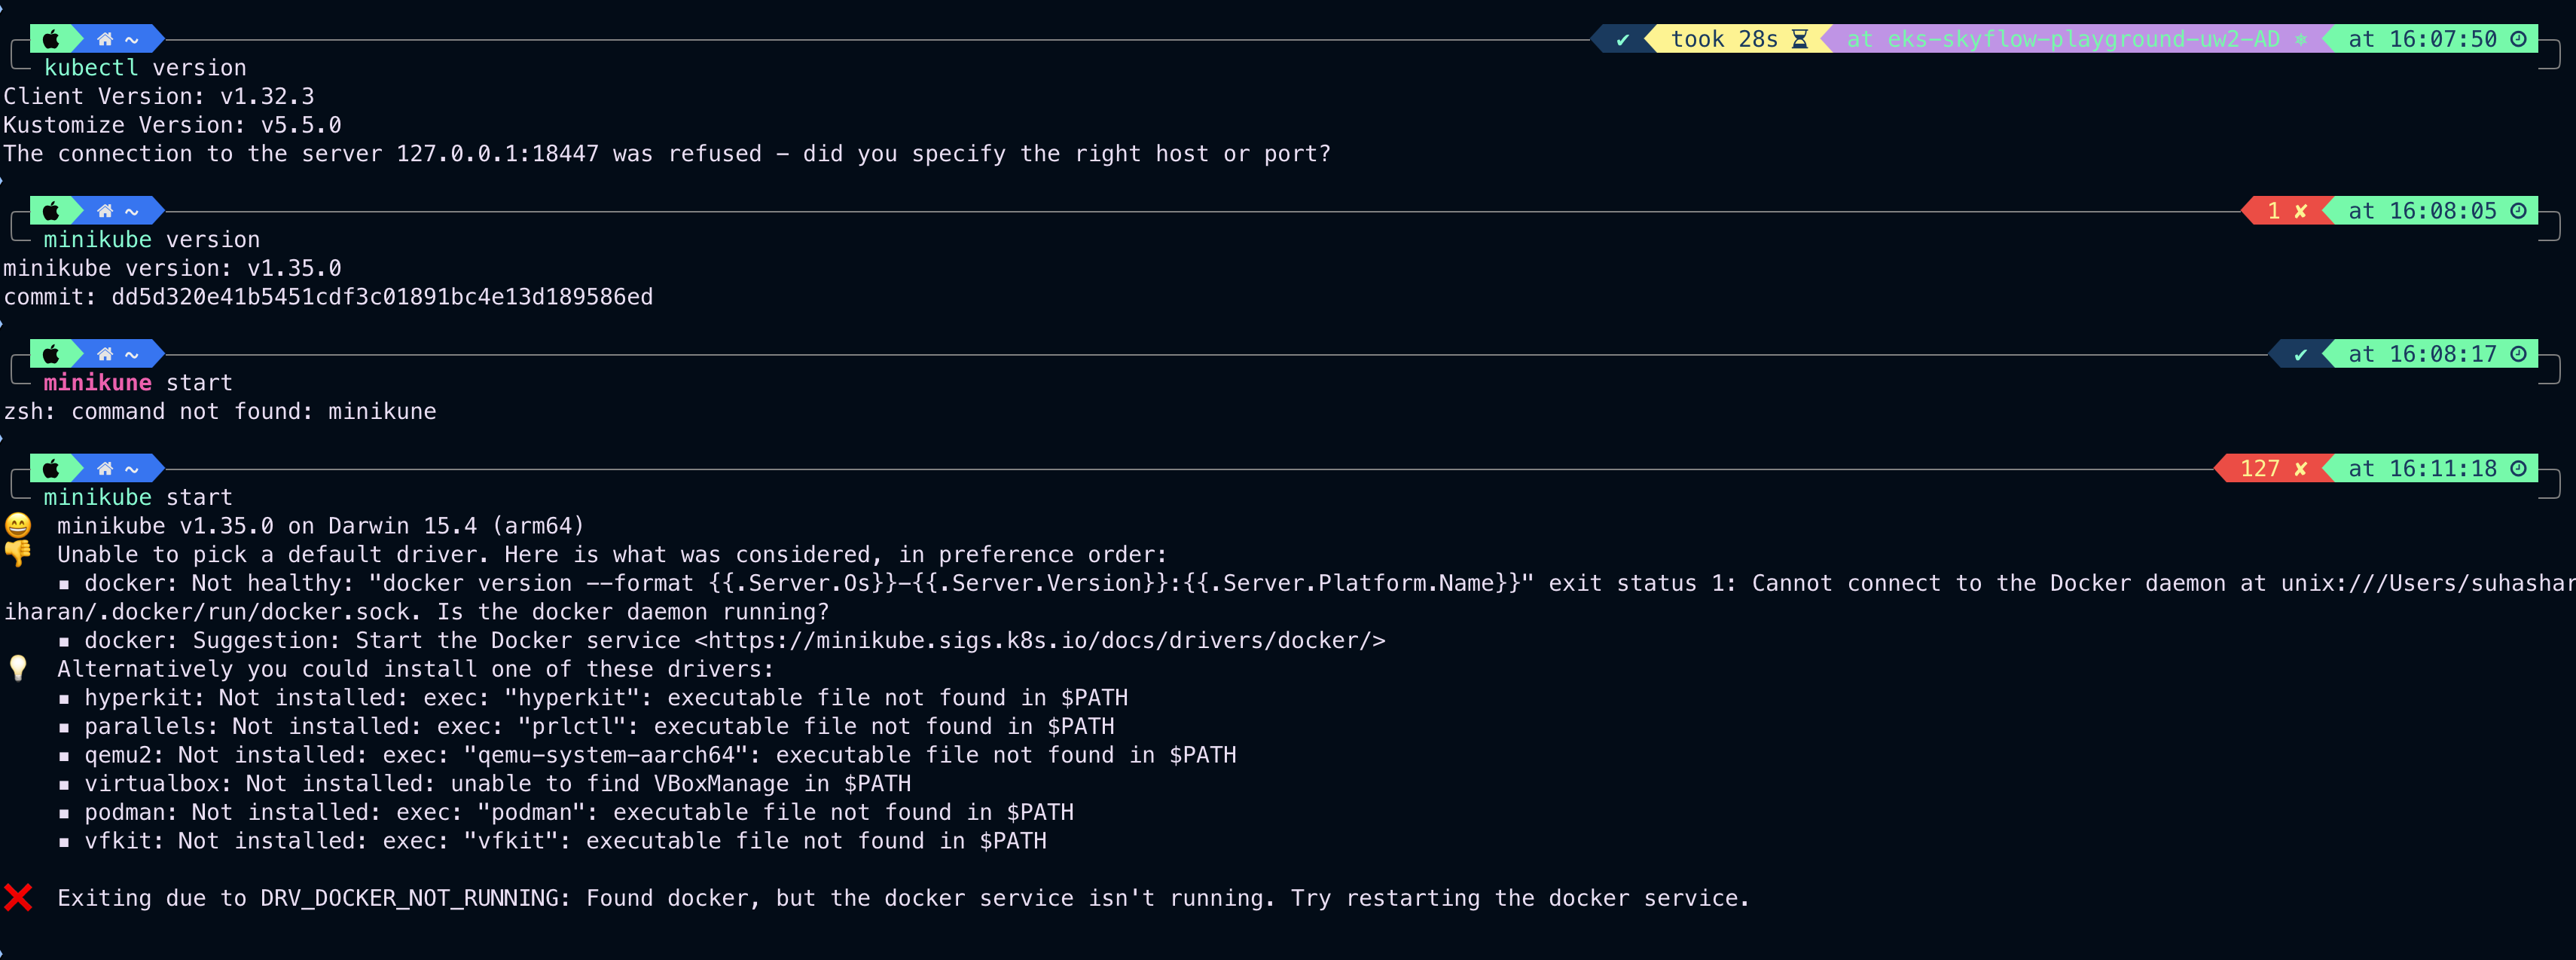 ~ ✔ took 28s at eks-skyflow-playground-uw2-AD at 16:07:50
kubectl version
Client Version: v1.32.3
Kustomize Version: v5.5.0
The connection to the server 127.0.0.1:18447 was refused - did you specify the right host or port?
~ 1 ✘ at 16:08:05
minikube version
minikube version: v1.35.0
commit: dd5d320e41b5451cdf3c01891bc4e13d189586ed
~ ✔ at 16:08:17
minikune start
zsh: command not found: minikune
~ 127 ✘ at 16:11:18
minikube start
😄 minikube v1.35.0 on Darwin 15.4 (arm64)
👎 Unable to pick a default driver. Here is what was considered, in preference order:
▪ docker: Not healthy: "docker version --format {{.Server.Os}}-{{.Server.Version}}:{{.Server.Platform.Name}}" exit status 1: Cannot connect to the Docker daemon at unix:///Users/suhashar
iharan/.docker/run/docker.sock. Is the docker daemon running?
▪ docker: Suggestion: Start the Docker service <https://minikube.sigs.k8s.io/docs/drivers/docker/>
💡 Alternatively you could install one of these drivers:
▪ hyperkit: Not installed: exec: "hyperkit": executable file not found in $PATH
▪ parallels: Not installed: exec: "prlctl": executable file not found in $PATH
▪ qemu2: Not installed: exec: "qemu-system-aarch64": executable file not found in $PATH
▪ virtualbox: Not installed: unable to find VBoxManage in $PATH
▪ podman: Not installed: exec: "podman": executable file not found in $PATH
▪ vfkit: Not installed: exec: "vfkit": executable file not found in $PATH
❌ Exiting due to DRV_DOCKER_NOT_RUNNING: Found docker, but the docker service isn't running. Try restarting the docker service.